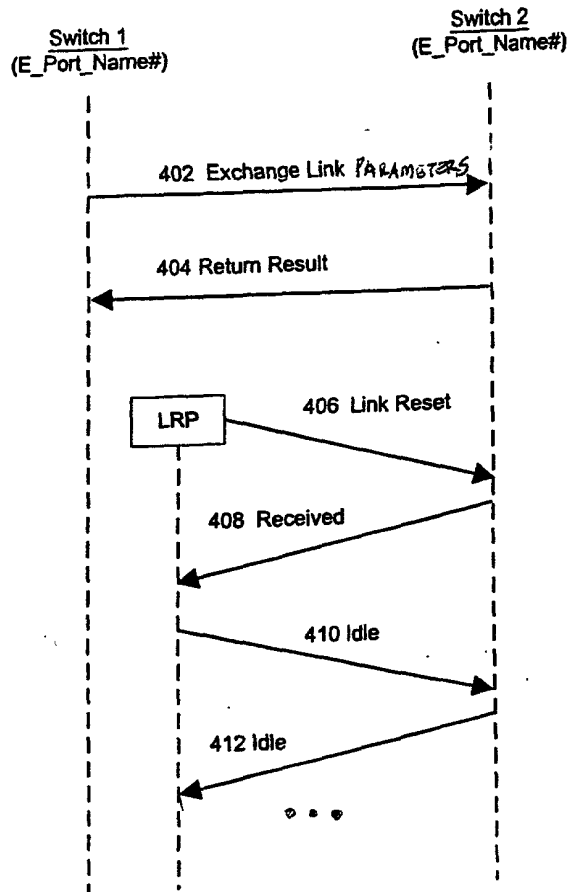 Switch 1
(E_Port_Name#)
Switch 2
(E_Port_Name#)
402 Exchange Link PARAMETERS
404 Return Result
LRP
406 Link Reset
408 Received
410 Idle
412 Idle